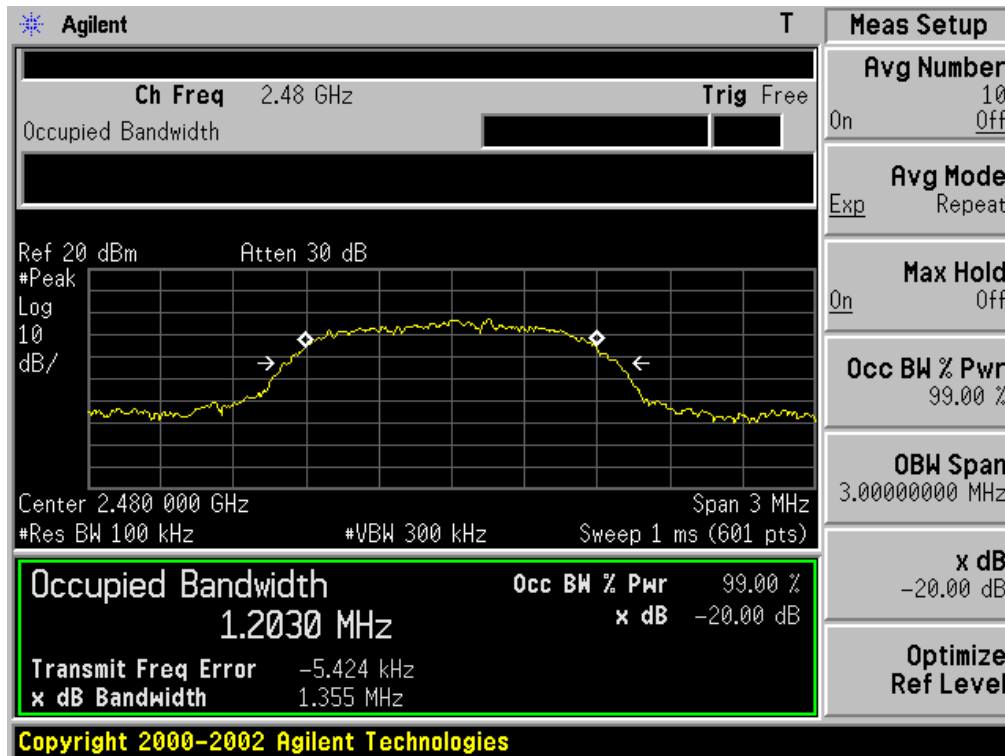 Agilent T
Ch Freq 2.48 GHz Trig Free
Occupied Bandwidth
Ref 20 dBm Atten 30 dB
#Peak
Log
10
dB/
Center 2.480 000 GHz Span 3 MHz
#Res BW 100 kHz #VBW 300 kHz Sweep 1 ms (601 pts)
Occupied Bandwidth Occ BW % Pwr 99.00 %
1.2030 MHz x dB -20.00 dB
Transmit Freq Error -5.424 kHz
x dB Bandwidth 1.355 MHz
Copyright 2000-2002 Agilent Technologies
Meas Setup
Avg Number
10
On Off
Avg Mode
Exp Repeat
Max Hold
On Off
Occ BW % Pwr
99.00 %
OBW Span
3.00000000 MHz
x dB
-20.00 dB
Optimize
Ref Level